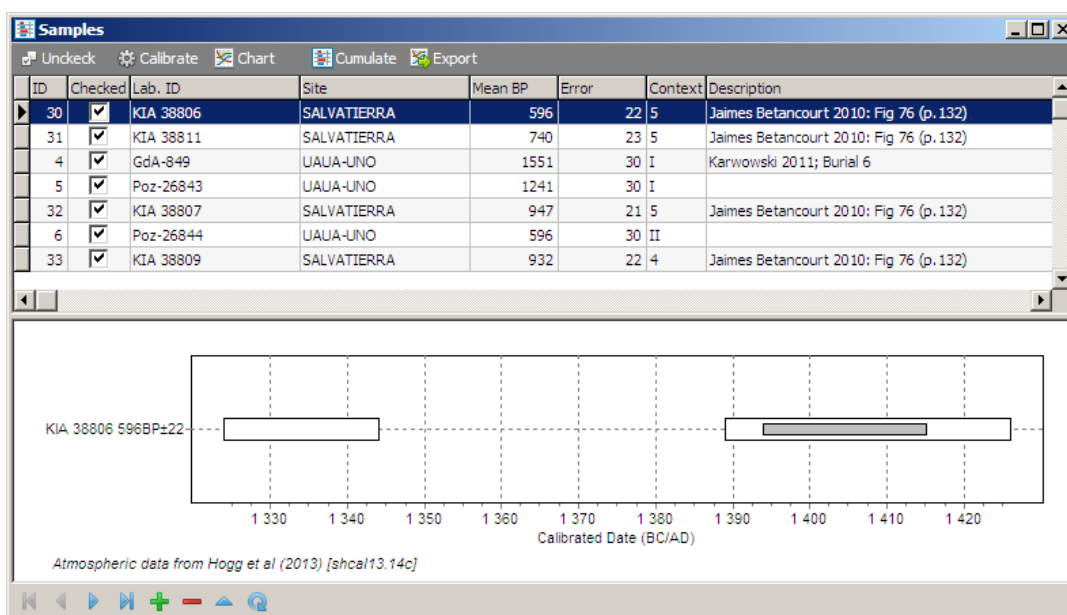 Samples
Uncheck Calibrate Chart Cumulate Export
ID Checked Lab. ID Site Mean BP Error Context Description
30 KIA 38806 SALVATIERRA 596 22 5 Jaimes Betancourt 2010: Fig 76 (p.132)
31 KIA 38811 SALVATIERRA 740 23 5 Jaimes Betancourt 2010: Fig 76 (p.132)
4 GdA-849 UAUA-UNO 1551 30 I Karwowski 2011; Burial 6
5 Poz-26843 UAUA-UNO 1241 30 I
32 KIA 38807 SALVATIERRA 947 21 5 Jaimes Betancourt 2010: Fig 76 (p.132)
6 Poz-26844 UAUA-UNO 596 30 II
33 KIA 38809 SALVATIERRA 932 22 4 Jaimes Betancourt 2010: Fig 76 (p.132)
KIA 38806 596BP±22
1 330 1 340 1 350 1 360 1 370 1 380 1 390 1 400 1 410 1 420
Calibrated Date (BC/AD)
Atmospheric data from Hogg et al (2013) [shcal13.14c]